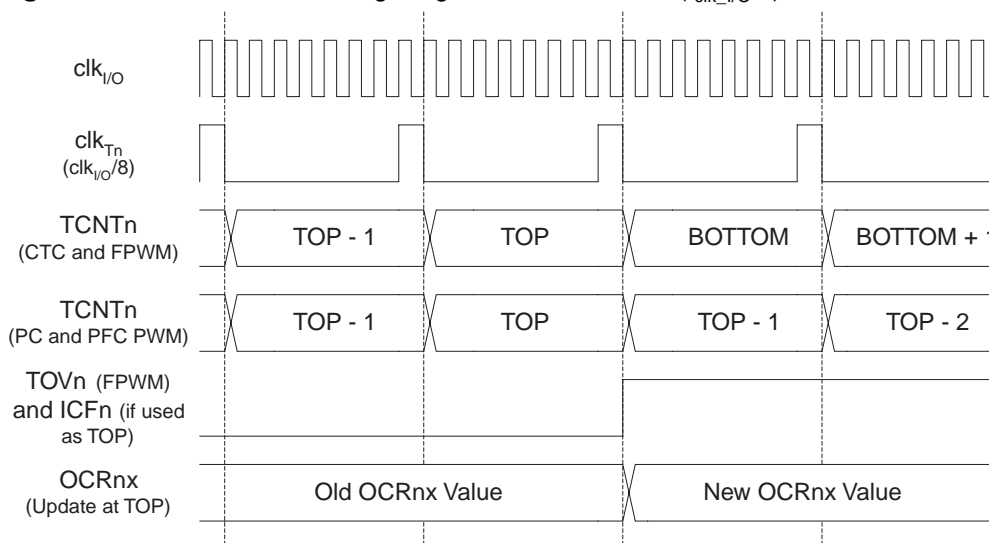 clkI/O
clkTn
(clkI/O/8)
TCNTn
(CTC and FPWM)
TOP - 1 TOP BOTTOM BOTTOM + 1
TCNTn
(PC and PFC PWM)
TOP - 1 TOP TOP - 1 TOP - 2
TOVn (FPWM)
and ICFn (if used
as TOP)
OCRnx
(Update at TOP)
Old OCRnx Value New OCRnx Value